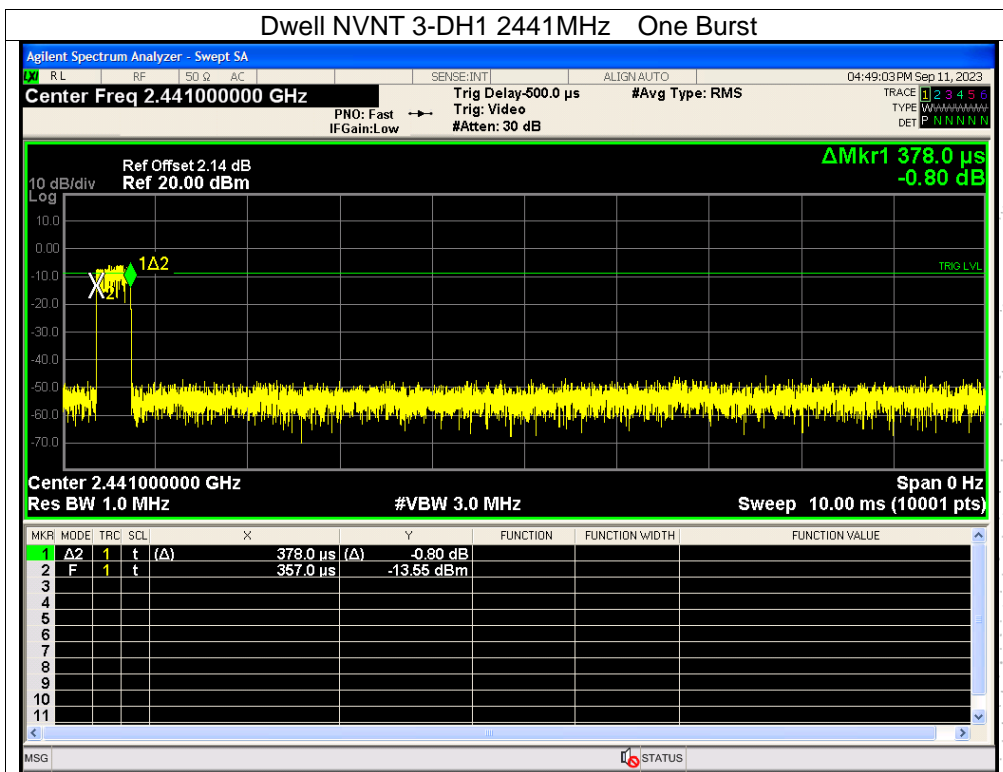 Dwell NVNT 3-DH1 2441MHz One Burst
Agilent Spectrum Analyzer - Swept SA
LXI RL RF 50 Ω AC SENSE:INT ALIGN AUTO 04:49:03 PM Sep 11, 2023
Center Freq 2.441000000 GHz Trig Delay-500.0 µs #Avg Type: RMS TRACE 1 2 3 4 5 6
PNO: Fast Trig: Video TYPE WWWWWW
IFGain:Low #Atten: 30 dB DET P N N N N N
ΔMkr1 378.0 µs
-0.80 dB
Ref Offset 2.14 dB
10 dB/div Ref 20.00 dBm
Log
10.0
0.00
1Δ2
TRIG LVL
-10.0
X2
-20.0
-30.0
-40.0
-50.0
-60.0
-70.0
Center 2.441000000 GHz Span 0 Hz
Res BW 1.0 MHz #VBW 3.0 MHz Sweep 10.00 ms (10001 pts)
MKR MODE TRC SCL X Y FUNCTION FUNCTION WIDTH FUNCTION VALUE
1 Δ2 1 t (Δ) 378.0 µs (Δ) -0.80 dB
2 F 1 t 357.0 µs -13.55 dBm
3
4
5
6
7
8
9
10
11
MSG STATUS